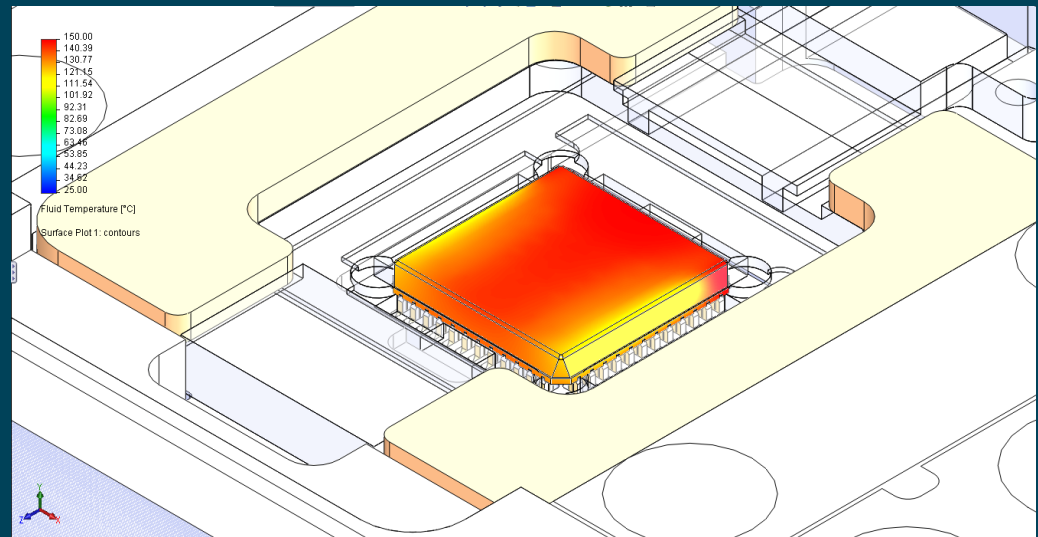 150.00
140.39
130.77
121.15
111.54
101.92
92.31
82.69
73.08
63.46
53.85
44.23
34.62
25.00
Fluid Temperature [°C]
Surface Plot 1: contours
Y
Z
X